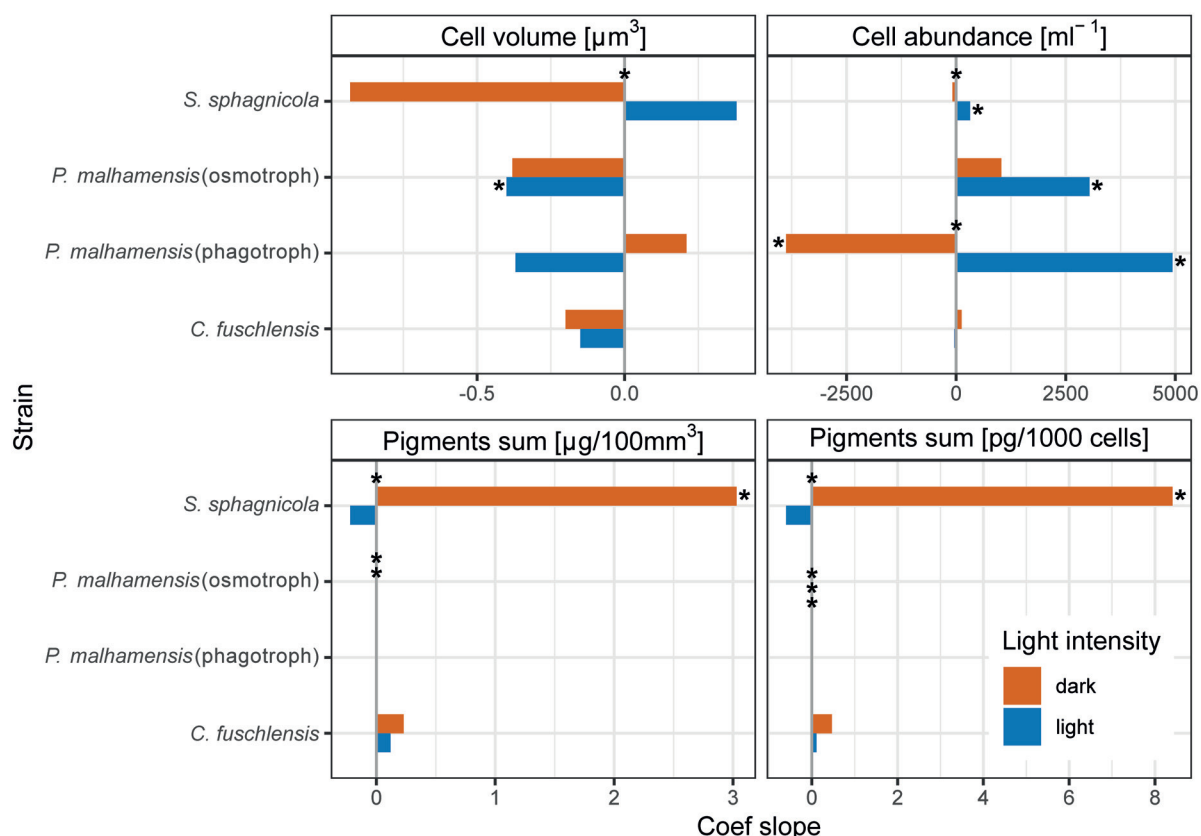 Cell volume [µm³]
Cell abundance [ml⁻¹]
S. sphagnicola
P. malhamensis(osmotroph)
P. malhamensis(phagotroph)
C. fuschlensis
*
*
*
*
*
*
*
*
-0.5
0.0
-2500
0
2500
5000
Strain
Pigments sum [µg/100mm³]
Pigments sum [pg/1000 cells]
S. sphagnicola
P. malhamensis(osmotroph)
P. malhamensis(phagotroph)
C. fuschlensis
*
*
*
*
*
*
*
*
*
Light intensity
dark
light
0
1
2
3
0
2
4
6
8
Coef slope